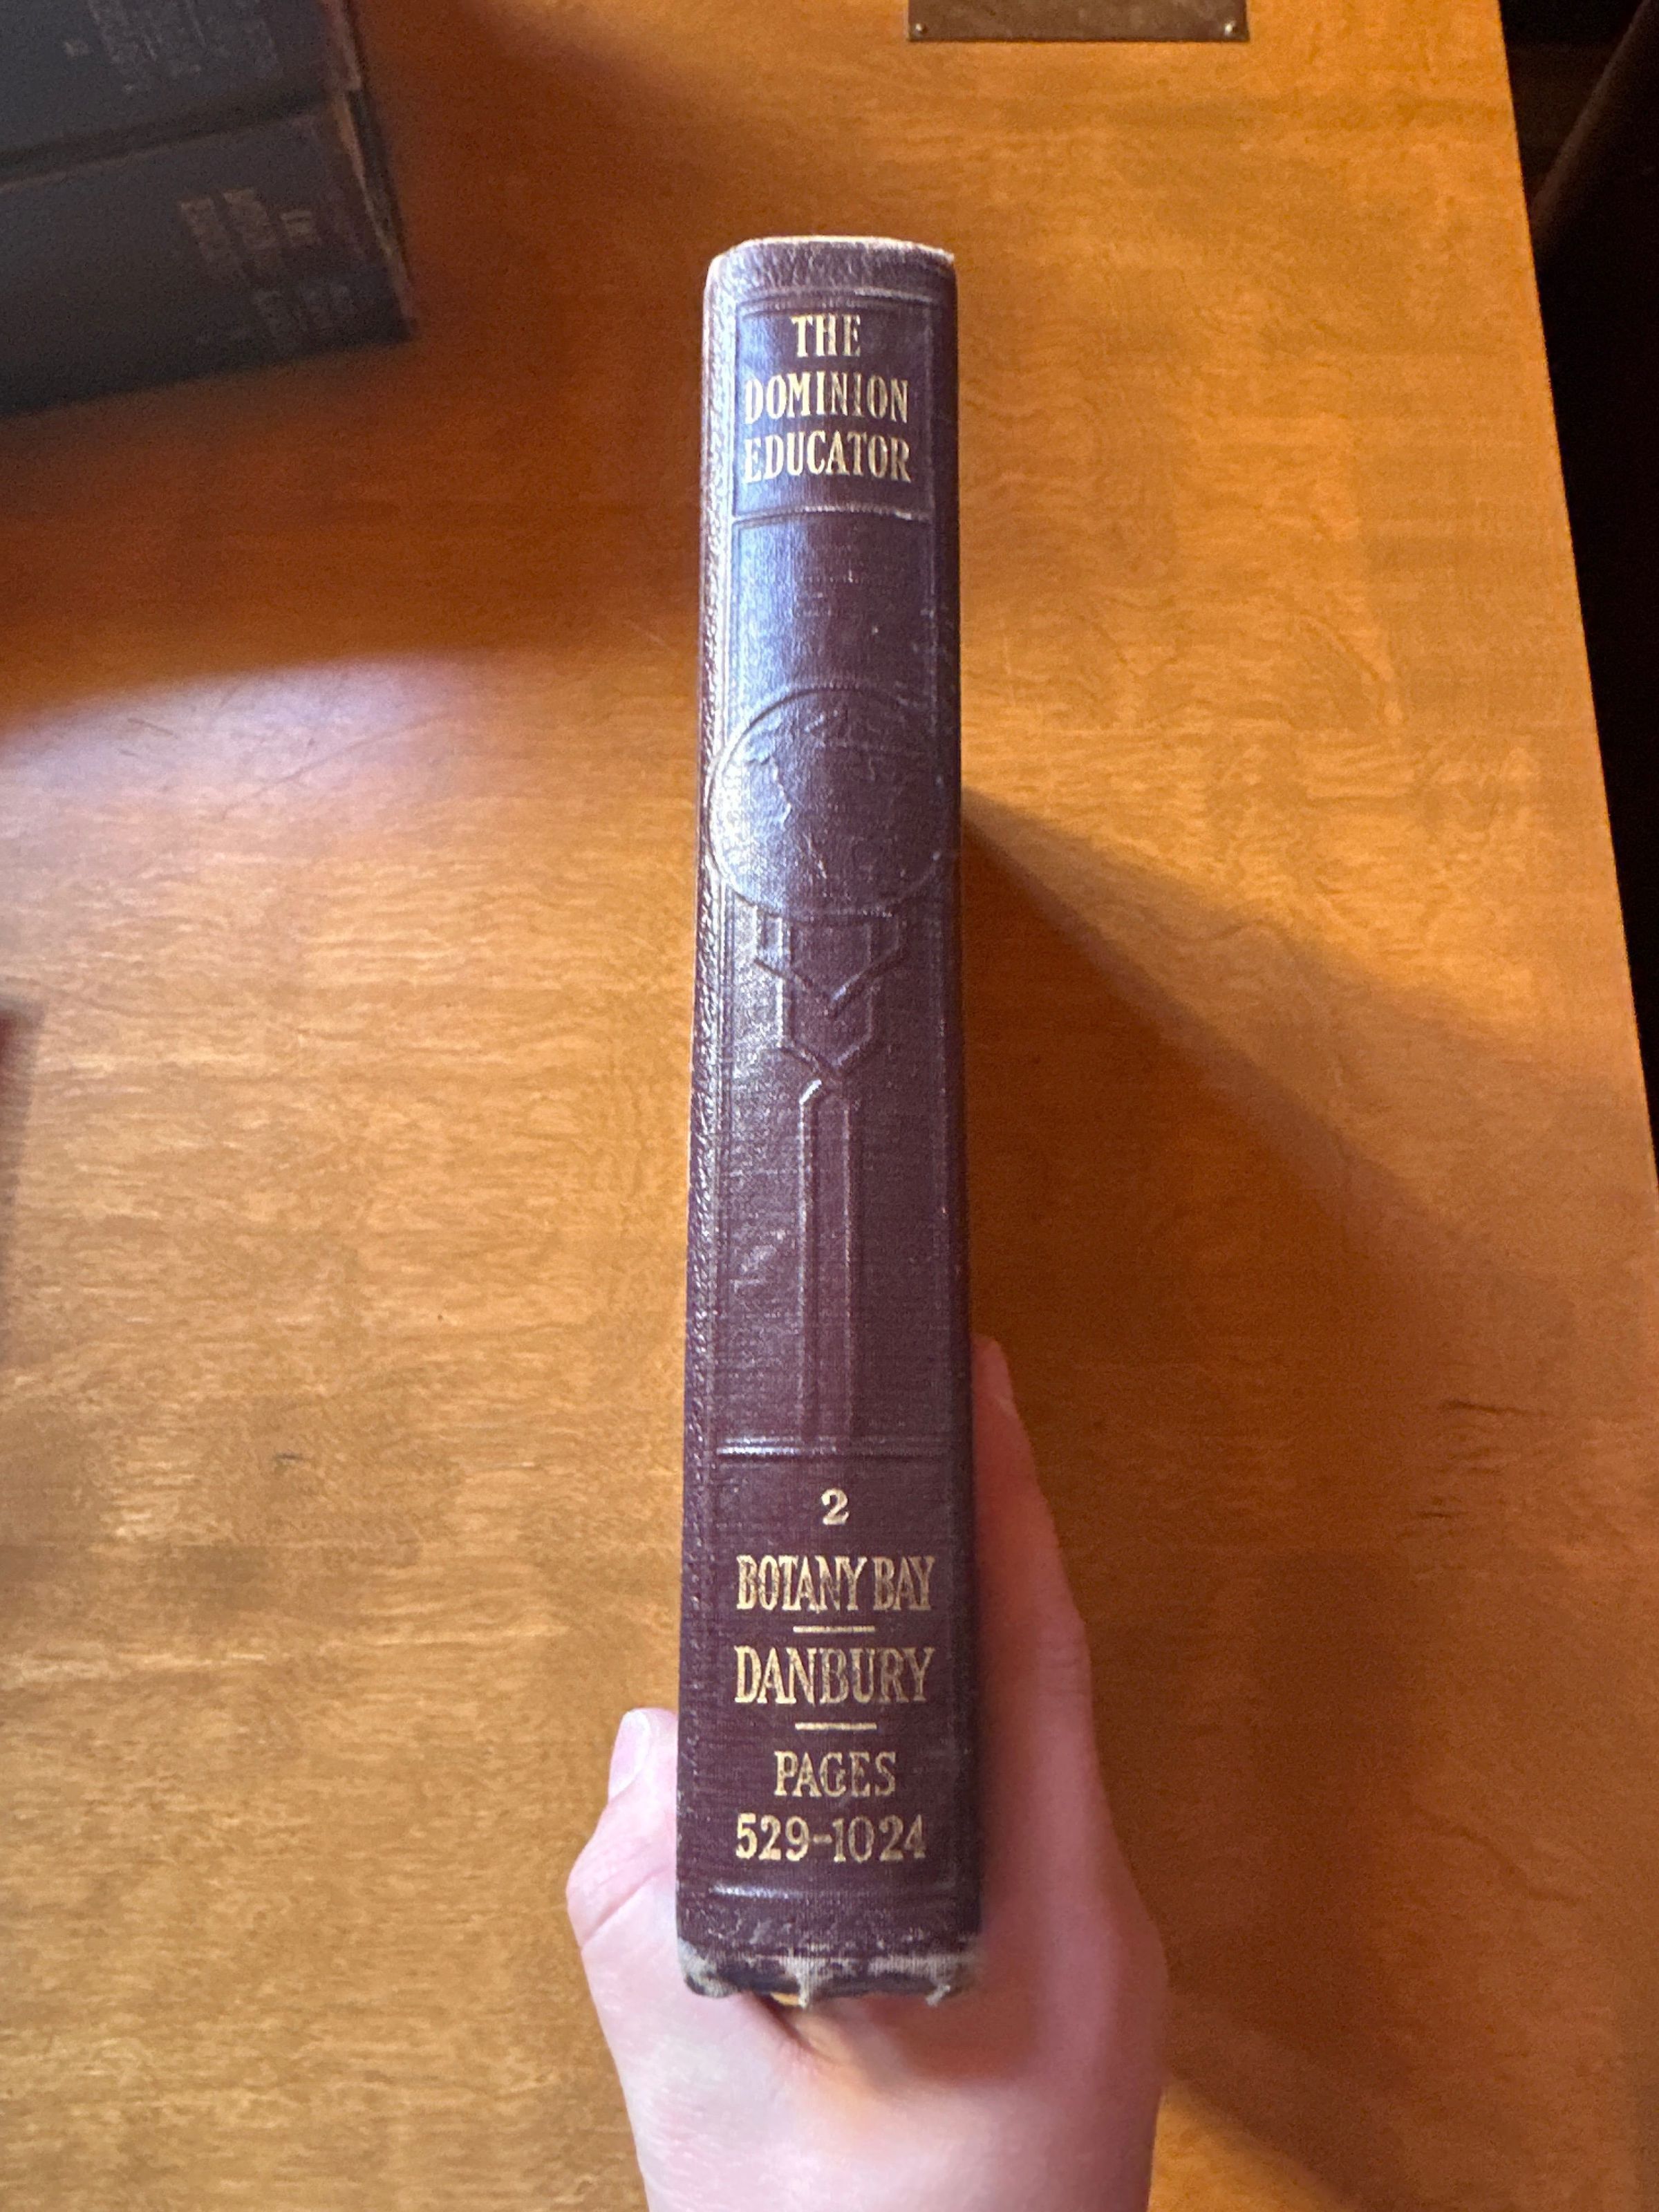 THE
DOMINION
EDUCATOR
2
BOTANY BAY
DANBURY
PAGES
529-1024